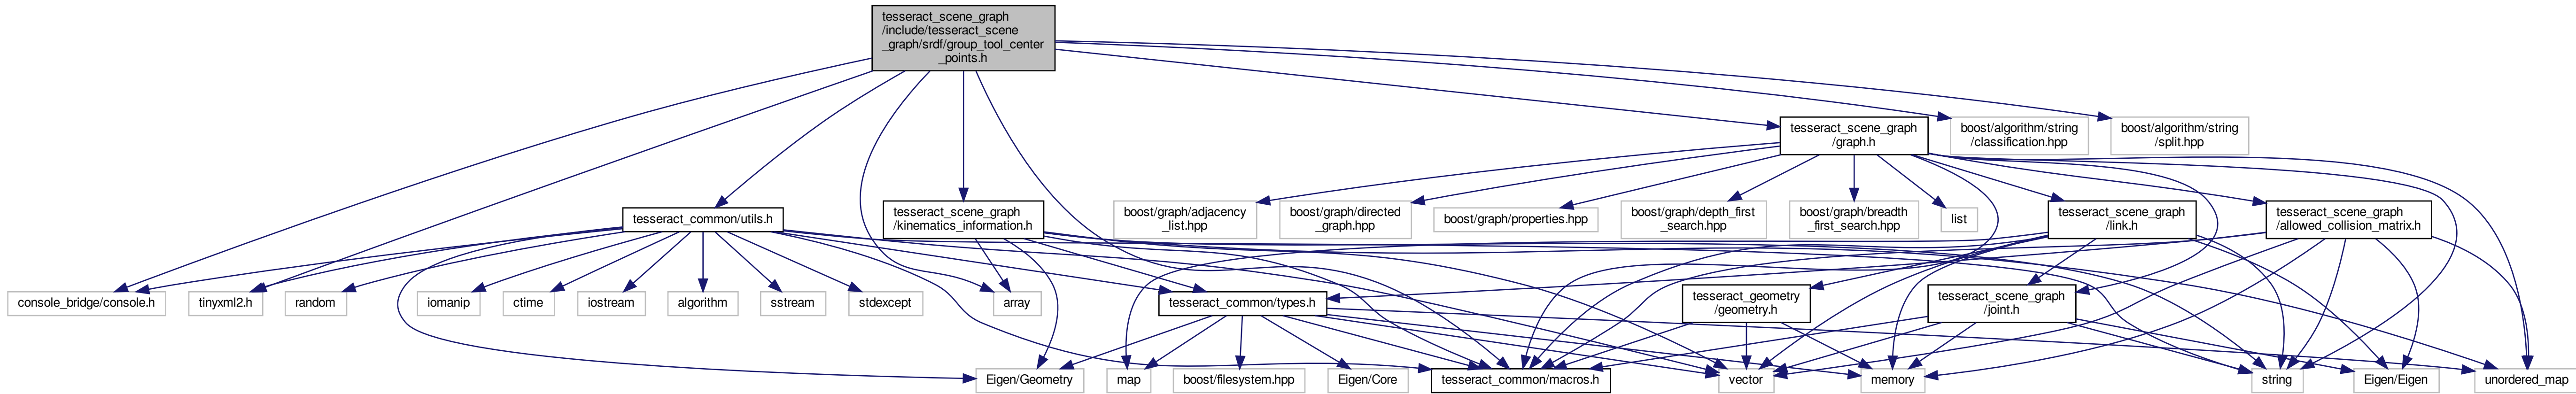 tesseract_scene_graph
/include/tesseract_scene
_graph/srdf/group_tool_center
_points.h
tesseract_scene_graph
/graph.h
boost/algorithm/string
/classification.hpp
boost/algorithm/string
/split.hpp
tesseract_common/utils.h
tesseract_scene_graph
/kinematics_information.h
boost/graph/adjacency
_list.hpp
boost/graph/directed
_graph.hpp
boost/graph/properties.hpp
boost/graph/depth_first
_search.hpp
boost/graph/breadth
_first_search.hpp
list
tesseract_scene_graph
/link.h
tesseract_scene_graph
/allowed_collision_matrix.h
console_bridge/console.h
tinyxml2.h
random
iomanip
ctime
iostream
algorithm
sstream
stdexcept
array
tesseract_common/types.h
tesseract_geometry
/geometry.h
tesseract_scene_graph
/joint.h
Eigen/Geometry
map
boost/filesystem.hpp
Eigen/Core
tesseract_common/macros.h
vector
memory
string
Eigen/Eigen
unordered_map